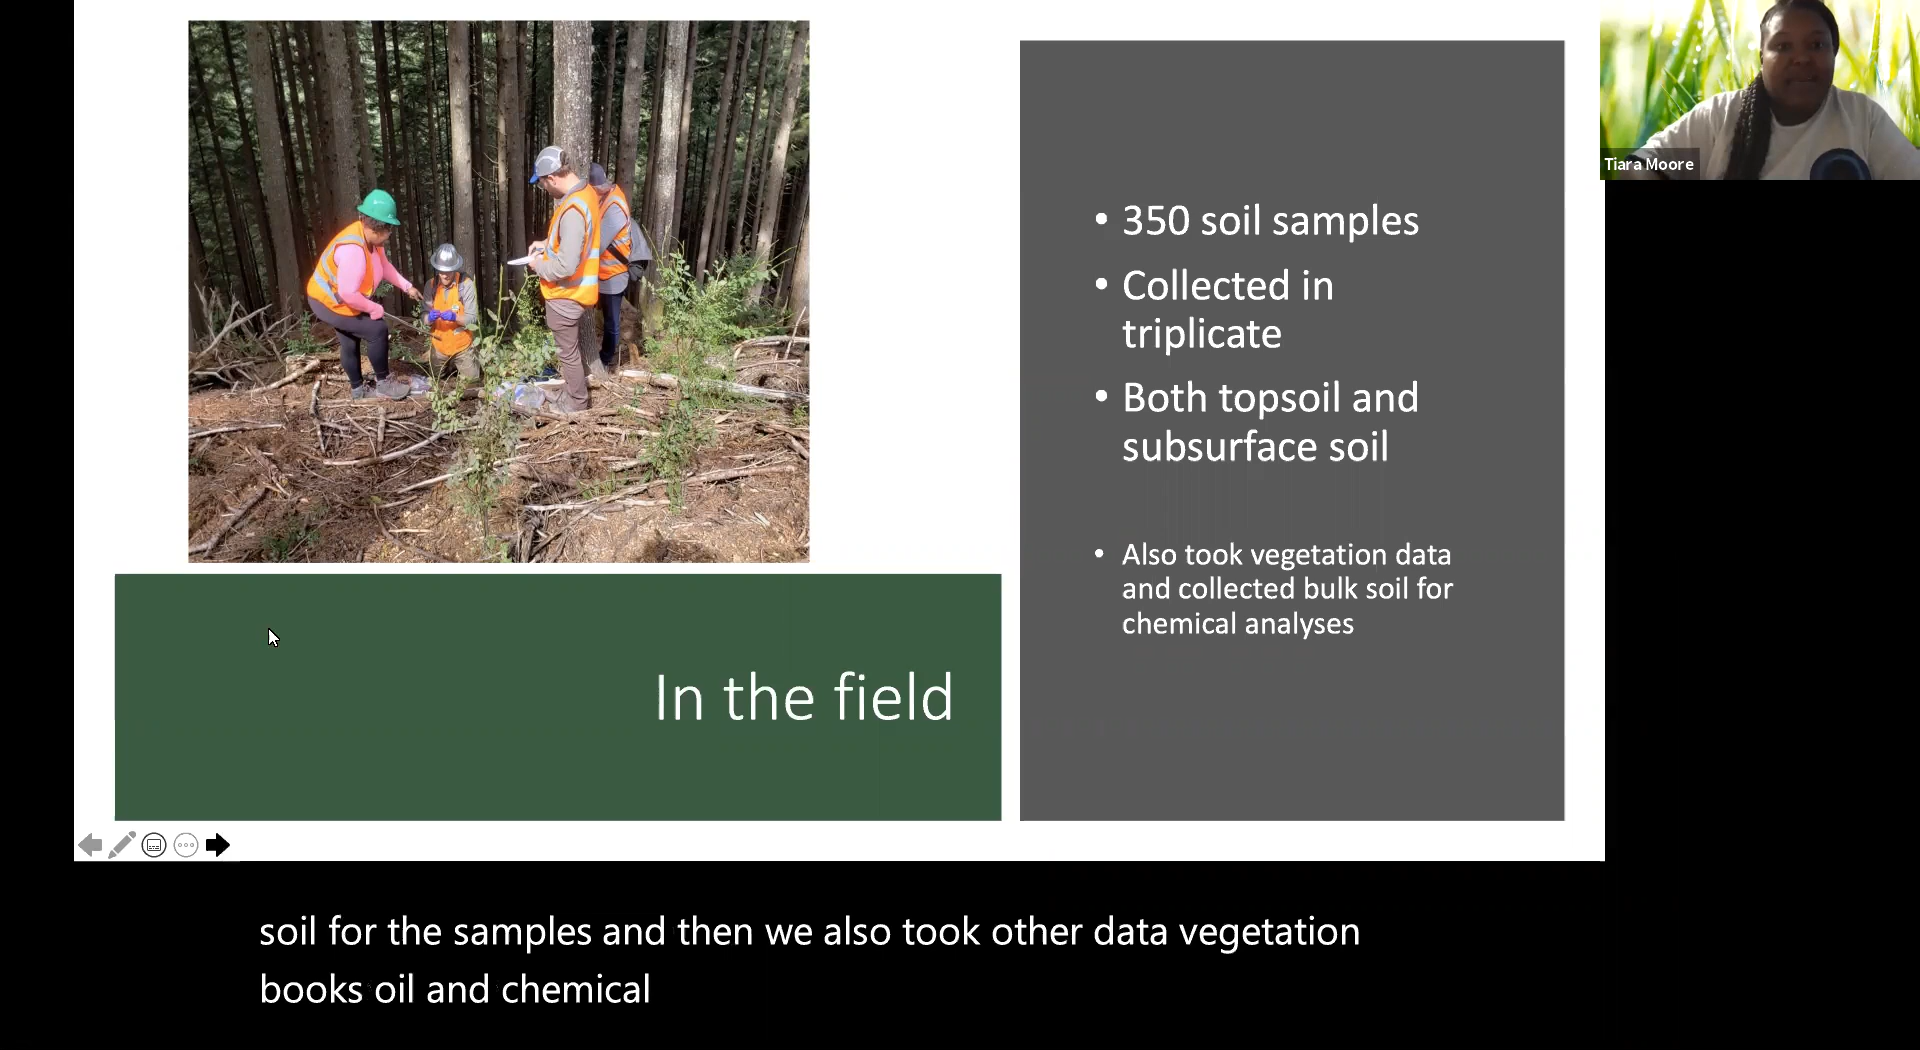 Tiara Moore
• 350 soil samples
• Collected in
triplicate
• Both topsoil and
subsurface soil
• Also took vegetation data
and collected bulk soil for
chemical analyses
In the field
soil for the samples and then we also took other data vegetation
books oil and chemical